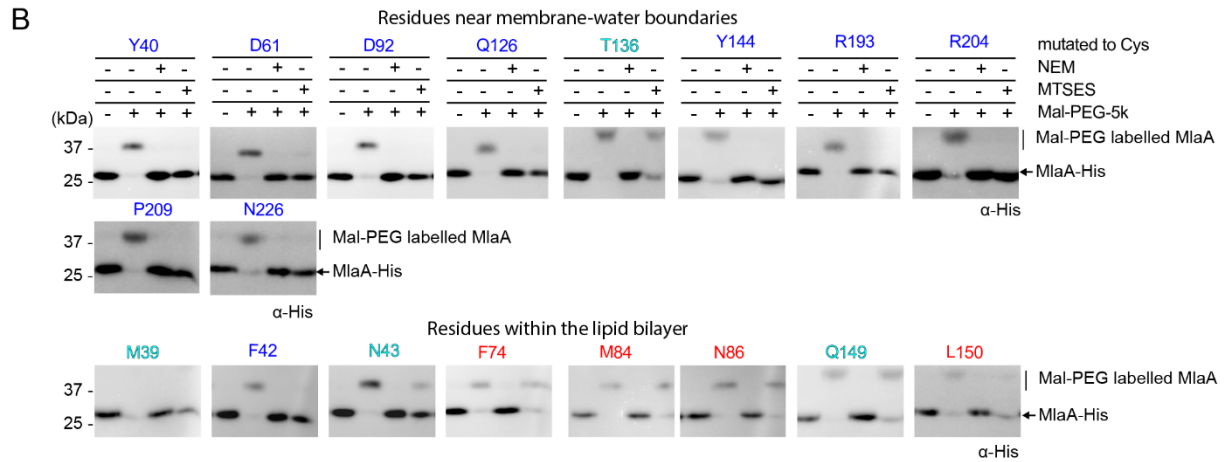 B
Residues near membrane-water boundaries
Y40 D61 D92 Q126 T136 Y144 R193 R204 mutated to Cys
- - + - - - + - - - + - - - + - - - + - - - + - - - + - - - + - NEM
- - - + - - - + - - - + - - - + - - - + - - - + - - - + - - - + MTSES
(kDa) - + + + - + + + - + + + - + + + - + + + - + + + - + + + - + + + Mal-PEG-5k
37 - Mal-PEG labelled MlaA
25 - MlaA-His
α-His
P209 N226
37 - Mal-PEG labelled MlaA
25 - MlaA-His
α-His
Residues within the lipid bilayer
M39 F42 N43 F74 M84 N86 Q149 L150
37 - Mal-PEG labelled MlaA
25 - MlaA-His
α-His